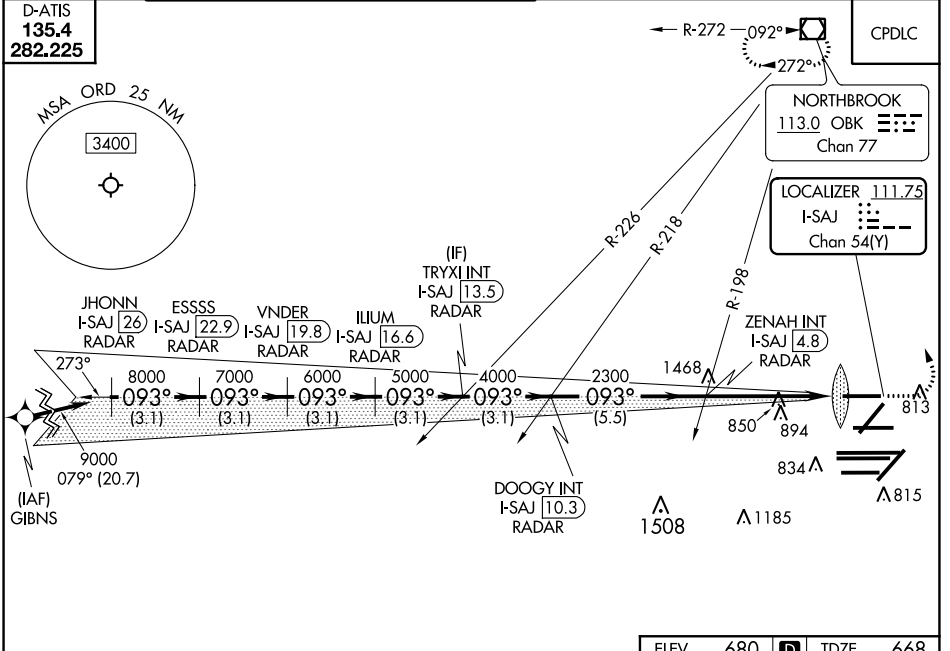 D-ATIS
135.4
282.225
R-272
092°
272°
CPDLC
MSA ORD 25 NM
3400
NORTHBROOK
113.0 OBK
Chan 77
LOCALIZER 111.75
I-SAJ
Chan 54(Y)
R-226
R-218
R-198
(IF)
TRYXI INT
I-SAJ 13.5
RADAR
JHONN
I-SAJ 26
RADAR
ESSSS
I-SAJ 22.9
RADAR
VNDER
I-SAJ 19.8
RADAR
ILIUM
I-SAJ 16.6
RADAR
ZENAH INT
I-SAJ 4.8
RADAR
1468
273°
8000
093°
(3.1)
7000
093°
(3.1)
6000
093°
(3.1)
5000
093°
(3.1)
4000
093°
(3.1)
2300
093°
(5.5)
850
894
813
834
815
9000
079° (20.7)
(IAF)
GIBNS
DOOGY INT
I-SAJ 10.3
RADAR
1508
1185
ELEV 680 D TDZE 668